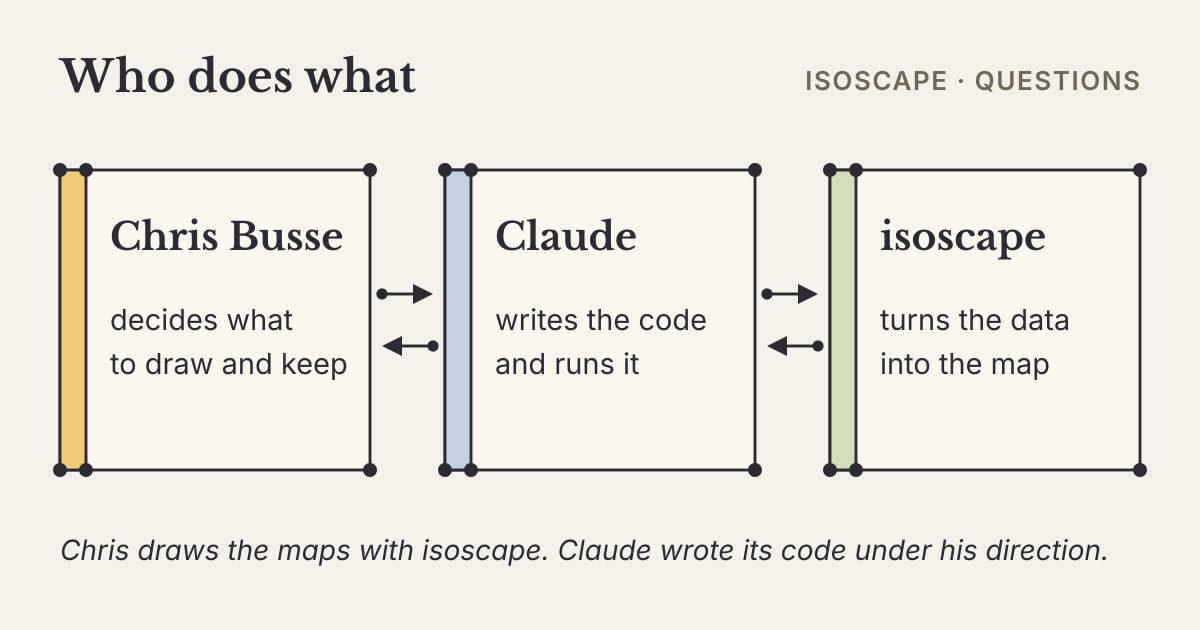 Who does what
ISOSCAPE · QUESTIONS
Chris Busse
decides what
to draw and keep
Claude
writes the code
and runs it
isoscape
turns the data
into the map
Chris draws the maps with isoscape. Claude wrote its code under his direction.